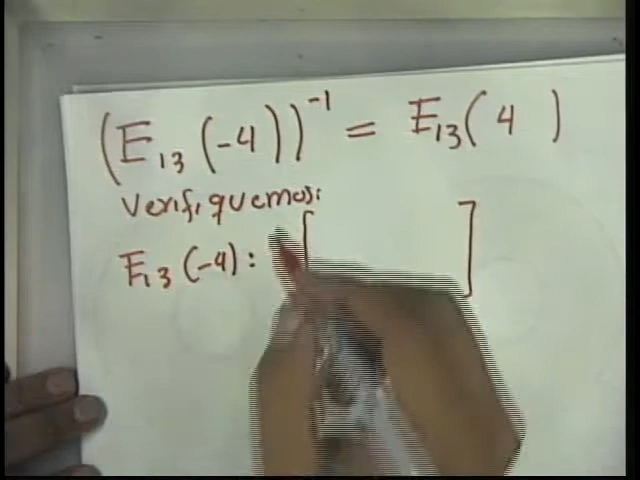 (E₁₃(-4))⁻¹ = E₁₃(4 )
Verifiquemos:
E₁₃(-4): [ ]